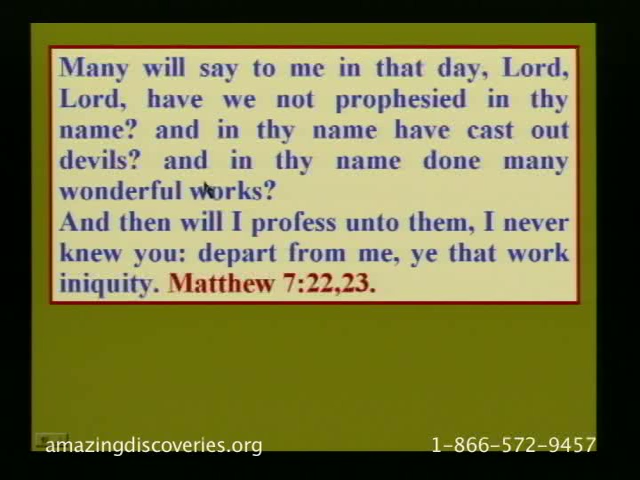 Many will say to me in that day, Lord,
Lord, have we not prophesied in thy
name? and in thy name have cast out
devils? and in thy name done many
wonderful works?
And then will I profess unto them, I never
knew you: depart from me, ye that work
iniquity. Matthew 7:22,23.
amazingdiscoveries.org 1-866-572-9457